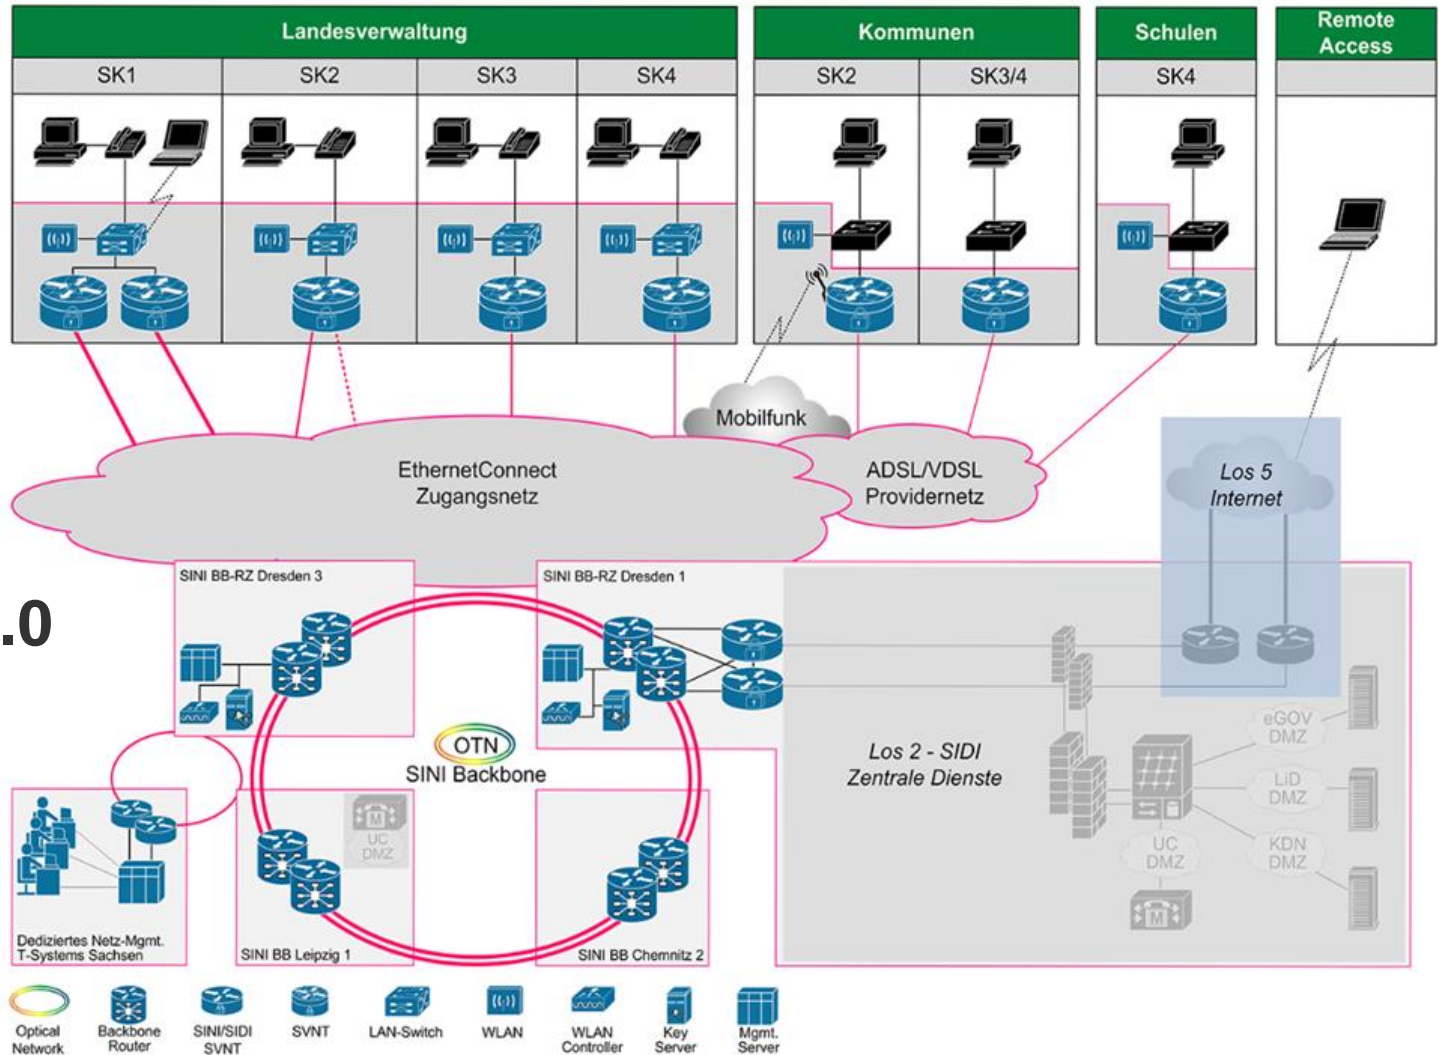 Landesverwaltung
Kommunen
Schulen
Remote
Access
SK1
SK2
SK3
SK4
SK2
SK3/4
SK4
Mobilfunk
EthernetConnect
Zugangsnetz
ADSL/VDSL
Providernetz
Los 5
Internet
SINI BB-RZ Dresden 3
SINI BB-RZ Dresden 1
.0
OTN
SINI Backbone
Los 2 - SIDI
Zentrale Dienste
eGOV
DMZ
LiD
DMZ
KDN
DMZ
UC
DMZ
M
M
UC
DMZ
Dediziertes Netz-Mgmt.
T-Systems Sachsen
SINI BB Leipzig 1
SINI BB Chemnitz 2
Optical
Network
Backbone
Router
SINI/SIDI
SVNT
SVNT
LAN-Switch
WLAN
WLAN
Controller
Key
Server
Mgmt.
Server